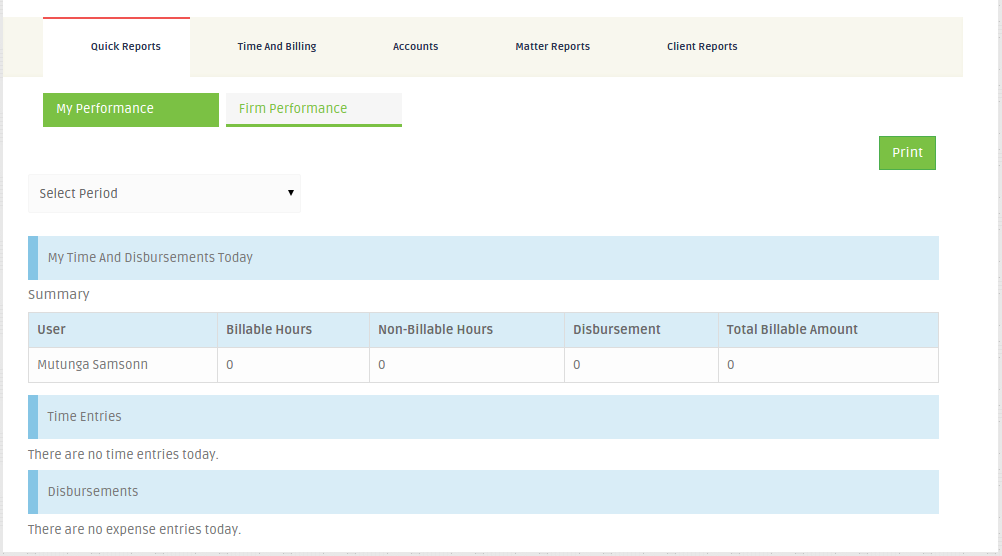 Quick Reports Time And Billing Accounts Matter Reports Client Reports
My Performance Firm Performance
Print
Select Period
My Time And Disbursements Today
Summary
User Billable Hours Non-Billable Hours Disbursement Total Billable Amount
Mutunga Samsonn 0 0 0 0
Time Entries
There are no time entries today.
Disbursements
There are no expense entries today.